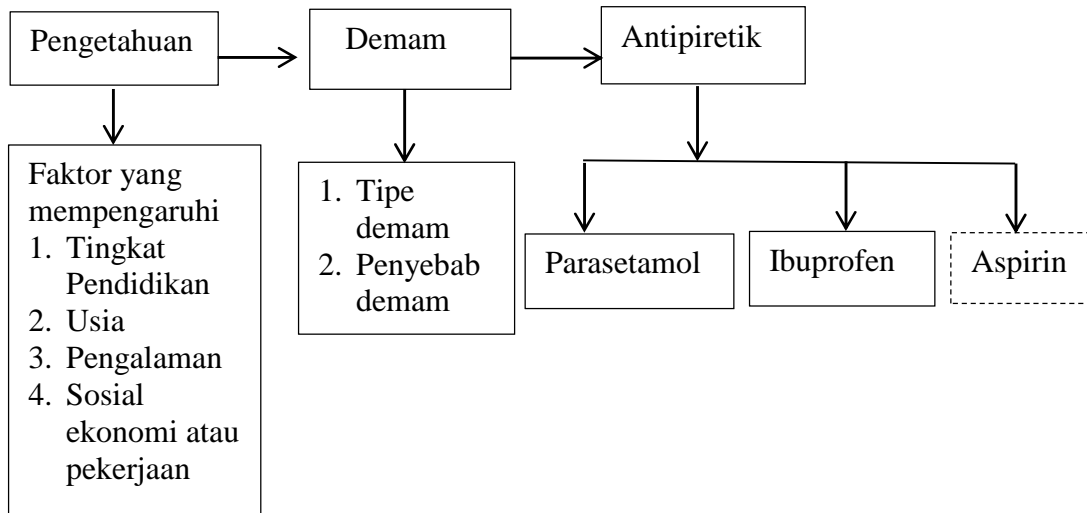 Pengetahuan
Demam
Antipiretik
Faktor yang
mempengaruhi
1. Tingkat
Pendidikan
2. Usia
3. Pengalaman
4. Sosial
ekonomi atau
pekerjaan
1. Tipe
demam
2. Penyebab
demam
Parasetamol
Ibuprofen
Aspirin